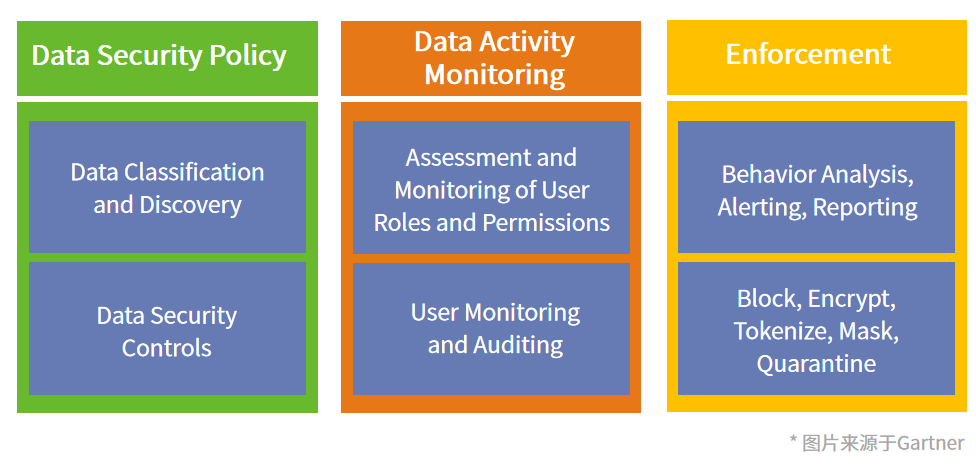 Data Security Policy
Data Classification
and Discovery
Data Security
Controls
Data Activity
Monitoring
Assessment and
Monitoring of User
Roles and Permissions
User Monitoring
and Auditing
Enforcement
Behavior Analysis,
Alerting, Reporting
Block, Encrypt,
Tokenize, Mask,
Quarantine
* 图片来源于Gartner